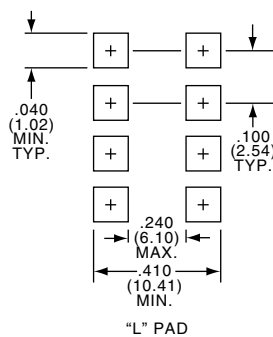 .040
(1.02)
MIN.
TYP.
.100
(2.54)
TYP.
.240
(6.10)
MAX.
.410
(10.41)
MIN.
“L” PAD